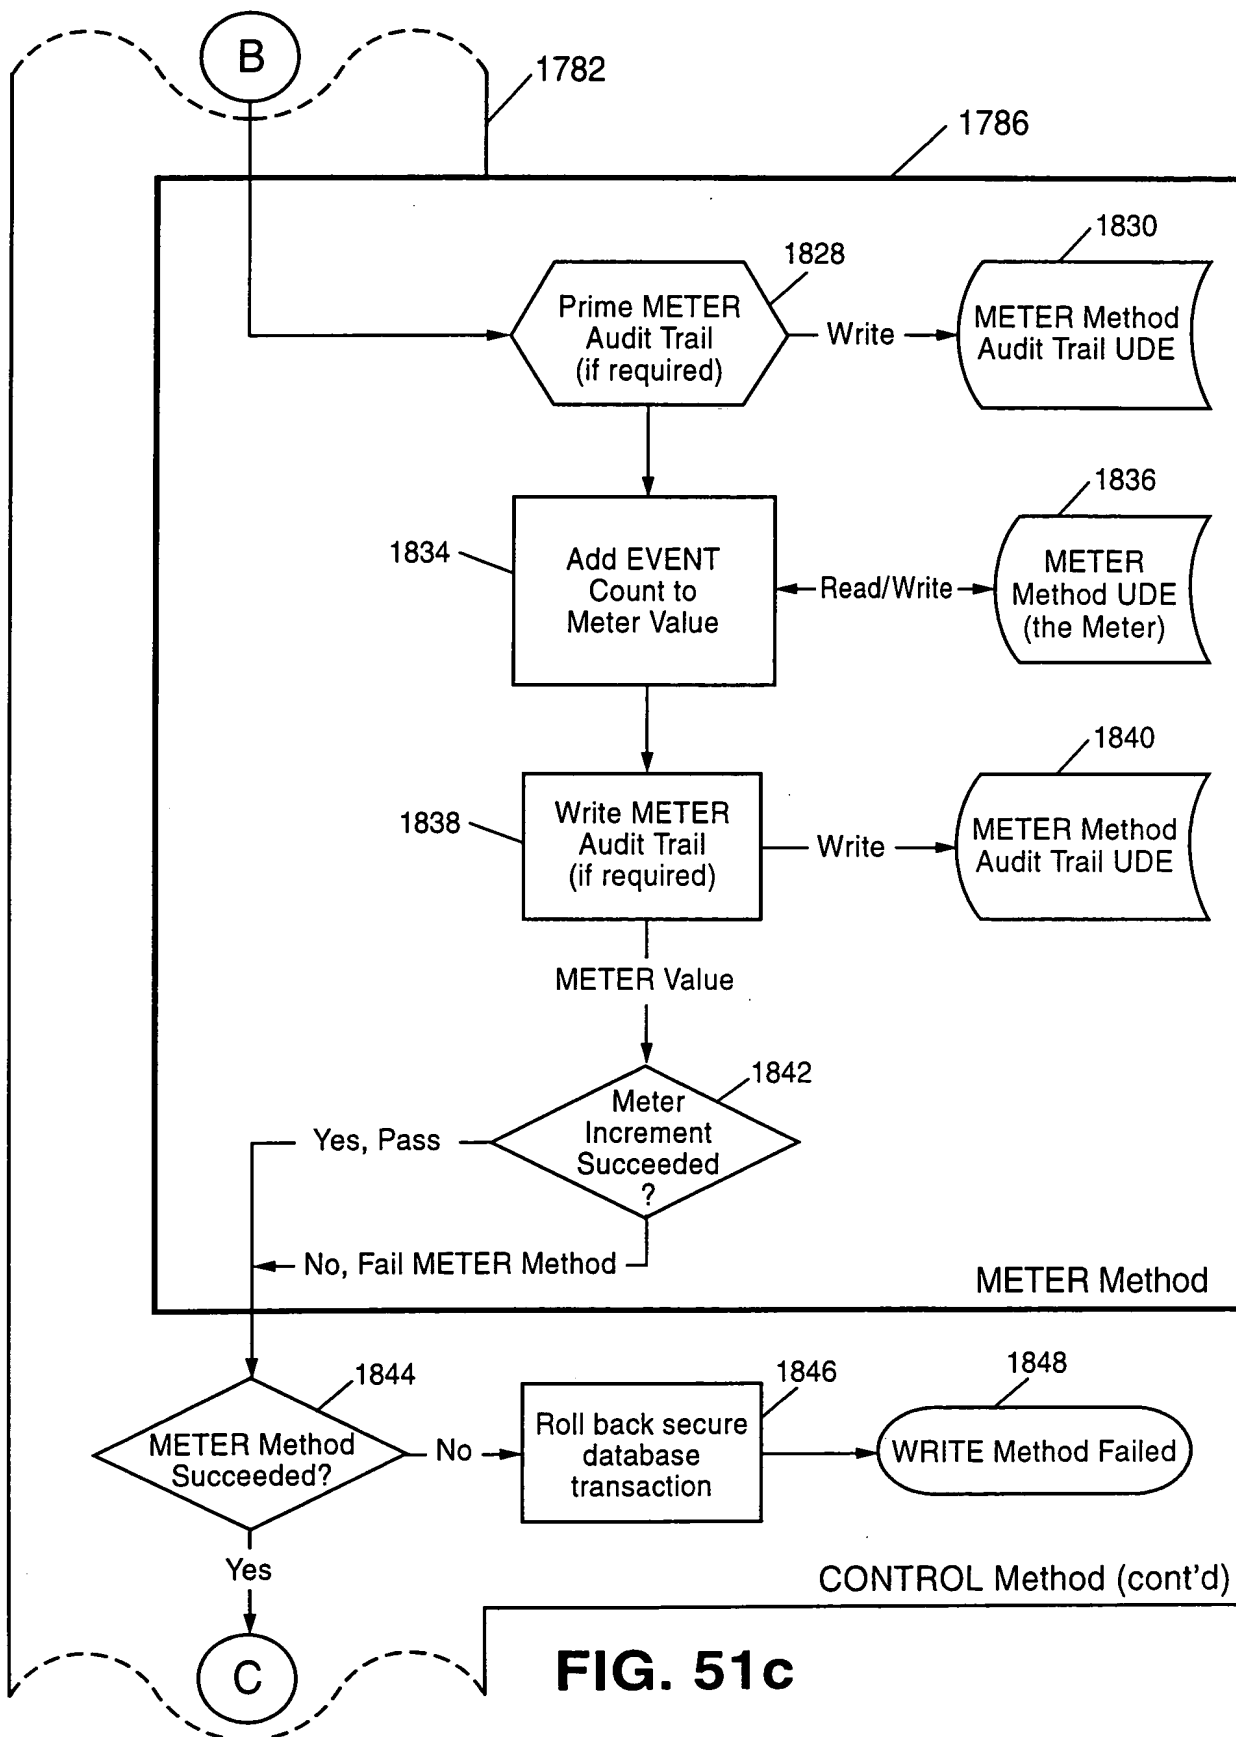 B
1782
1786
1828
1830
Prime METER
Audit Trail
(if required)
Write
METER Method
Audit Trail UDE
1834
Add EVENT
Count to
Meter Value
Read/Write
1836
METER
Method UDE
(the Meter)
1838
Write METER
Audit Trail
(if required)
Write
1840
METER Method
Audit Trail UDE
METER Value
1842
Meter
Increment
Succeeded
?
Yes, Pass
No, Fail METER Method
METER Method
1844
METER Method
Succeeded?
No
1846
Roll back secure
database
transaction
1848
WRITE Method Failed
Yes
CONTROL Method (cont'd)
C
FIG. 51c